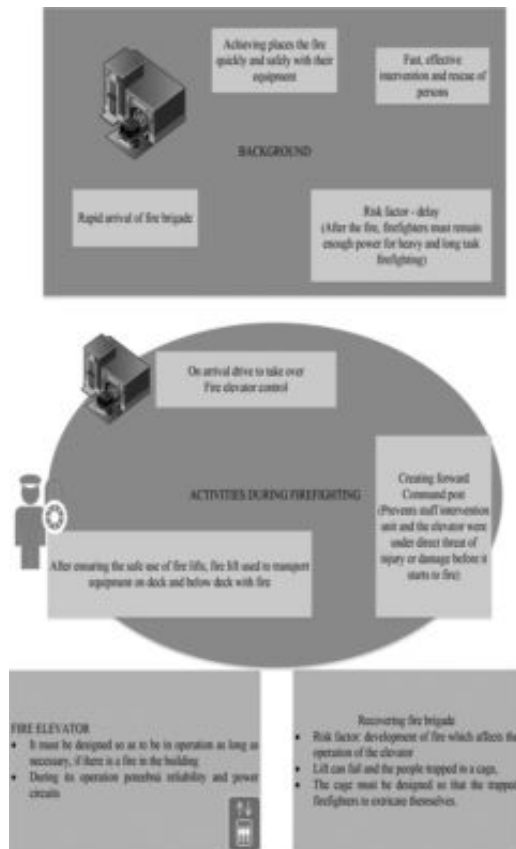 Achieving places the fire
quickly and safely with their
equipment
Fast, effective
intervention and rescue of
persons
BACKGROUND
Rapid arrival of fire brigade
Risk factor - delay
(After the fire, firefighters must remain
enough power for heavy and long task
firefighting)
On arrival drive to take over
Fire elevator control
ACTIVITIES DURING FIREFIGHTING
Creating forward
Command post
(Prevents staff intervention
unit and the elevator were
under direct threat of
injury or damage before it
starts to fire)
After ensuring the safe use of fire lifts, fire lift used to transport
equipment on deck and below deck with fire
FIRE ELEVATOR
• It must be designed so as to be in operation as long as
necessary, if there is a fire in the building
• During its operation reliability and power
circuits
Recovering fire brigade
• Risk factor: development of fire which affects the
operation of the elevator
• Lift can fail and the people trapped in a cage,
• The cage must be designed so that the trapped
firefighters to extricate themselves.